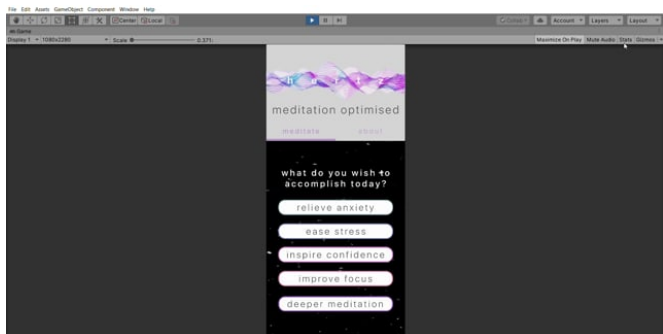 File Edit Assets GameObject Component Window Help
Center Local
Collab Account Layers Layout
Game
Display 1 1080x2280 Scale 0.371 Maximize On Play Mute Audio Stats Gizmos
hertz
meditation optimised
meditate about
what do you wish to
accomplish today?
relieve anxiety
ease stress
inspire confidence
improve focus
deeper meditation